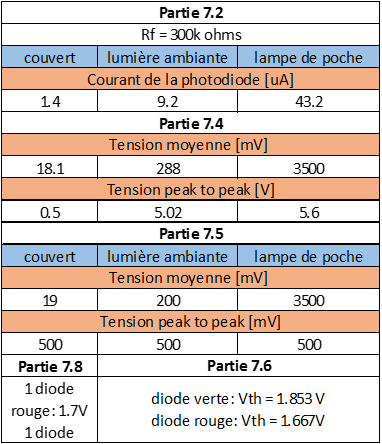 Partie 7.2
Rf = 300k ohms
couvert lumière ambiante lampe de poche
Courant de la photodiode [uA]
1.4 9.2 43.2
Partie 7.4
Tension moyenne [mV]
18.1 288 3500
Tension peak to peak [V]
0.5 5.02 5.6
Partie 7.5
couvert lumière ambiante lampe de poche
Tension moyenne [mV]
19 200 3500
Tension peak to peak [mV]
500 500 500
Partie 7.8 Partie 7.6
1 diode
rouge: 1.7V
1 diode
diode verte: Vth = 1.853 V
diode rouge: Vth = 1.667V